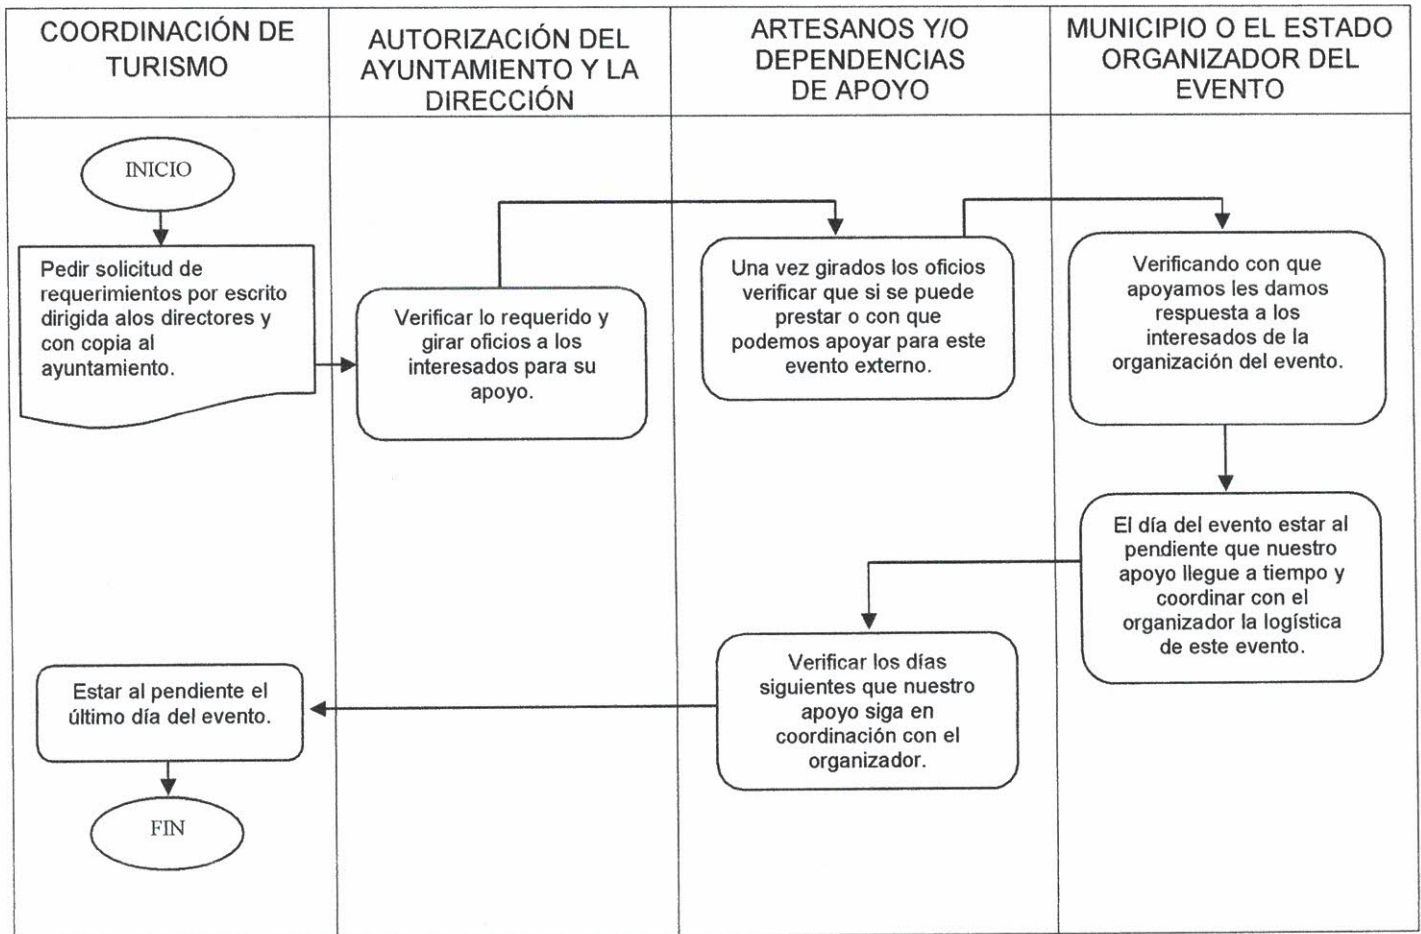 COORDINACIÓN DE
TURISMO
AUTORIZACIÓN DEL
AYUNTAMIENTO Y LA
DIRECCIÓN
ARTESANOS Y/O
DEPENDENCIAS
DE APOYO
MUNICIPIO O EL ESTADO
ORGANIZADOR DEL
EVENTO
INICIO
Pedir solicitud de
requerimientos por escrito
dirigida alos directores y
con copia al
ayuntamiento.
Verificar lo requerido y
girar oficios a los
interesados para su
apoyo.
Una vez girados los oficios
verificar que si se puede
prestar o con que
podemos apoyar para este
evento externo.
Verificando con que
apoyamos les damos
respuesta a los
interesados de la
organización del evento.
El día del evento estar al
pendiente que nuestro
apoyo llegue a tiempo y
coordinar con el
organizador la logística
de este evento.
Verificar los días
siguientes que nuestro
apoyo siga en
coordinación con el
organizador.
Estar al pendiente el
último día del evento.
FIN